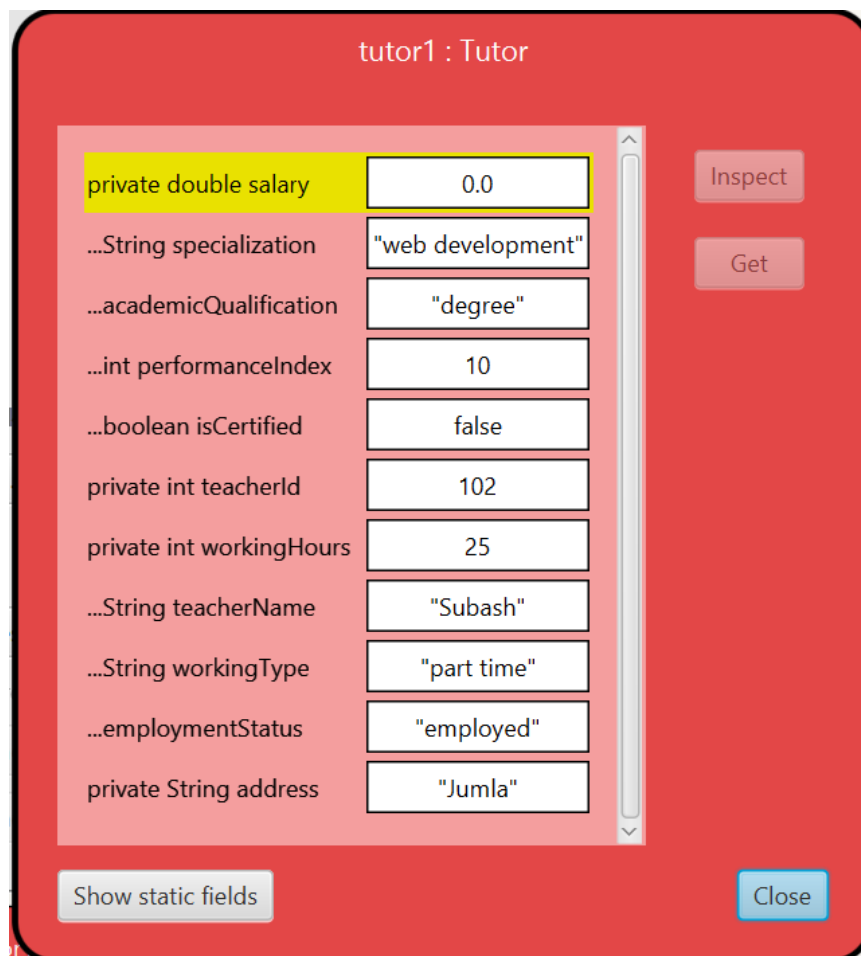 tutor1 : Tutor
private double salary 0.0
...String specialization "web development"
...academicQualification "degree"
...int performanceIndex 10
...boolean isCertified false
private int teacherId 102
private int workingHours 25
...String teacherName "Subash"
...String workingType "part time"
...employmentStatus "employed"
private String address "Jumla"
Inspect
Get
Show static fields
Close